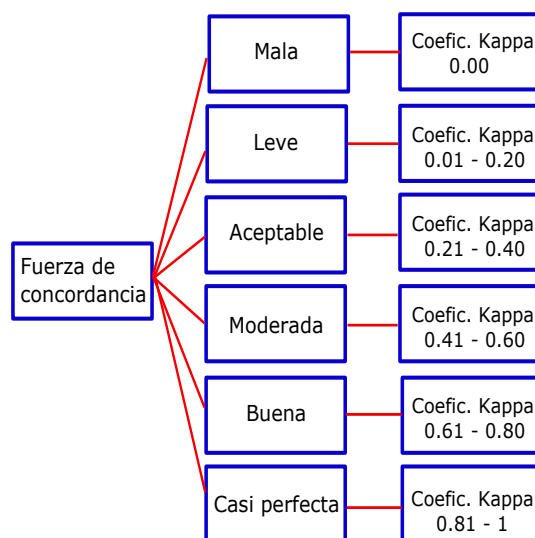 Mala
Coefic. Kappa
0.00
Leve
Coefic. Kappa
0.01 - 0.20
Aceptable
Coefic. Kappa
0.21 - 0.40
Fuerza de
concordancia
Moderada
Coefic. Kappa
0.41 - 0.60
Buena
Coefic. Kappa
0.61 - 0.80
Casi perfecta
Coefic. Kappa
0.81 - 1